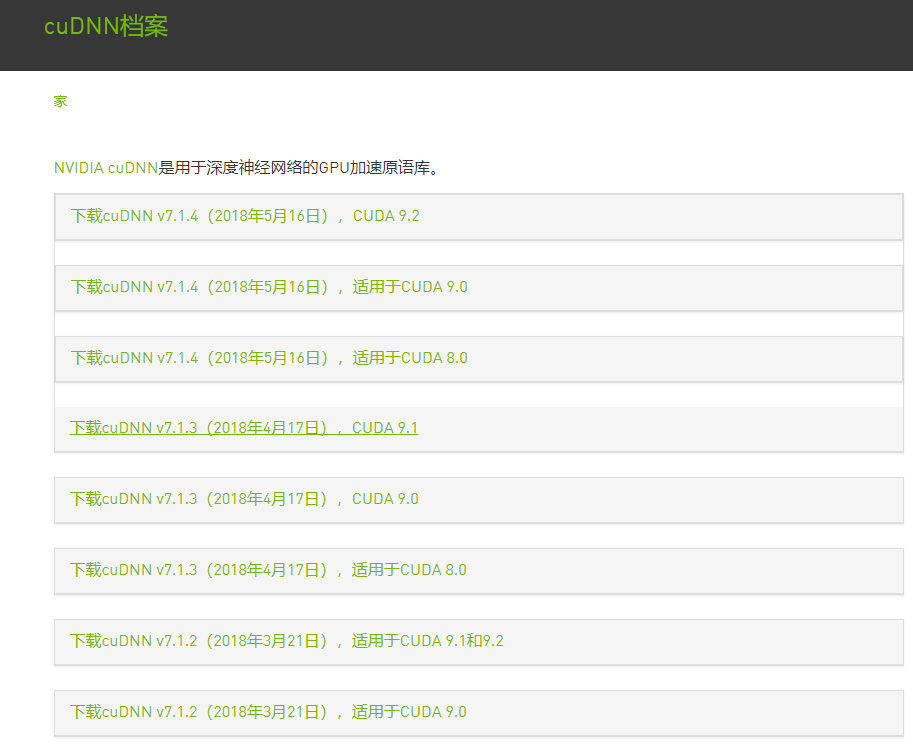 cuDNN档案
家
NVIDIA cuDNN是用于深度神经网络的GPU加速原语库。
下载cuDNN v7.1.4（2018年5月16日），CUDA 9.2
下载cuDNN v7.1.4（2018年5月16日），适用于CUDA 9.0
下载cuDNN v7.1.4（2018年5月16日），适用于CUDA 8.0
下载cuDNN v7.1.3（2018年4月17日），CUDA 9.1
下载cuDNN v7.1.3（2018年4月17日），CUDA 9.0
下载cuDNN v7.1.3（2018年4月17日），适用于CUDA 8.0
下载cuDNN v7.1.2（2018年3月21日），适用于CUDA 9.1和9.2
下载cuDNN v7.1.2（2018年3月21日），适用于CUDA 9.0